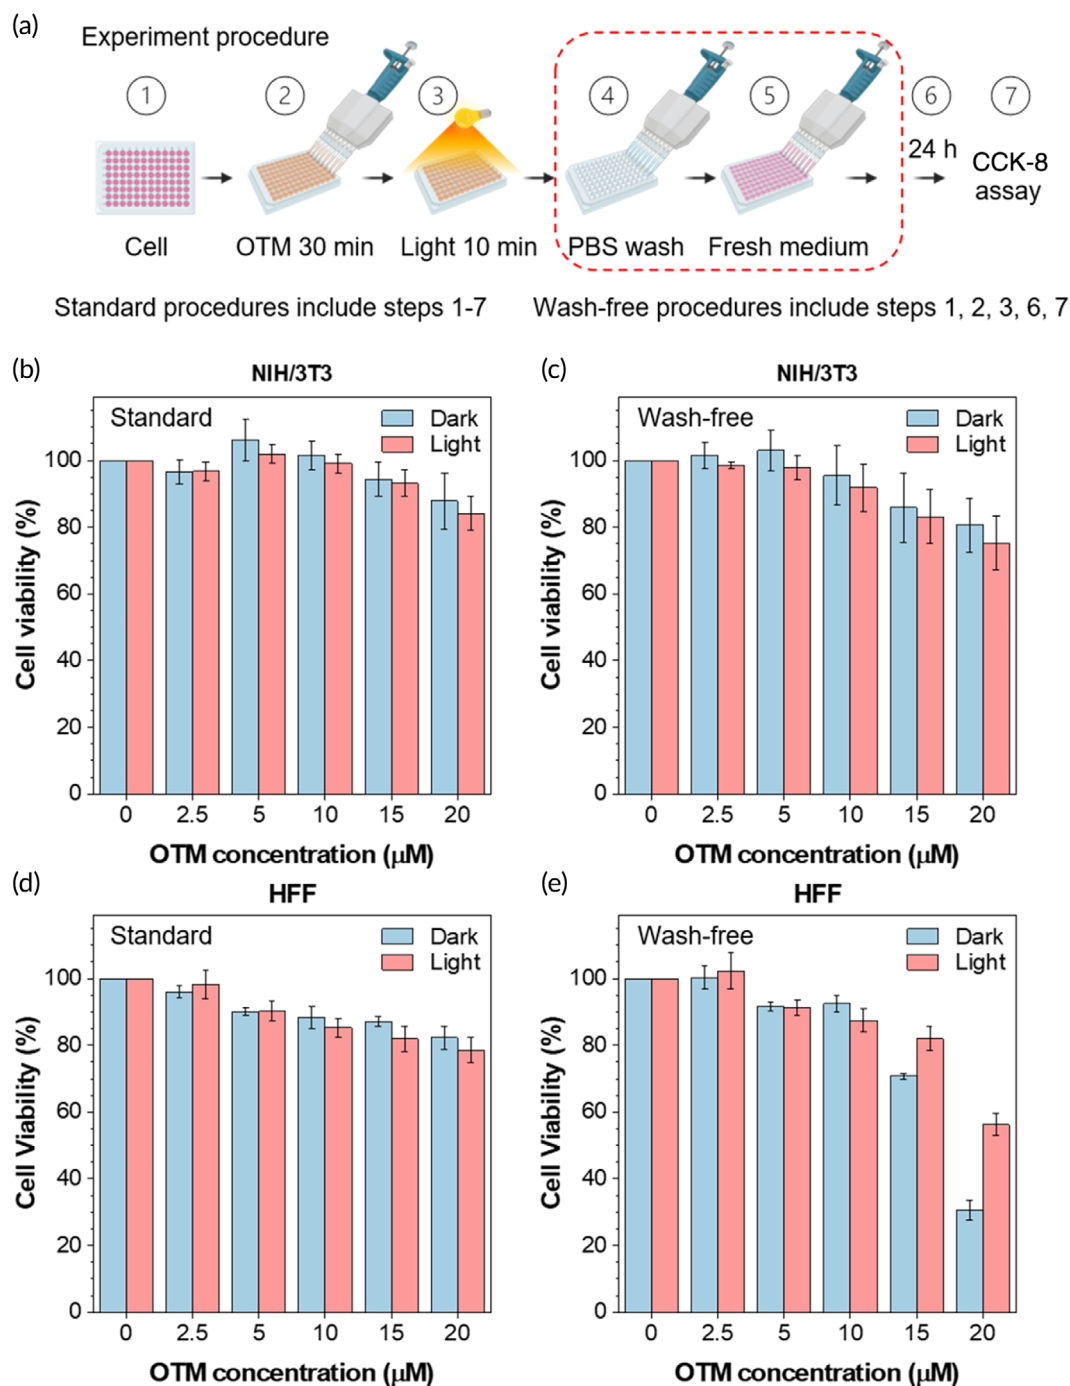 (a)
Experiment procedure
1 2 3 4 5 6 7
24 h
CCK-8
assay
Cell OTM 30 min Light 10 min PBS wash Fresh medium
Standard procedures include steps 1-7
Wash-free procedures include steps 1, 2, 3, 6, 7
(b)
NIH/3T3
Standard
Dark
Light
Cell viability (%)
100
80
60
40
20
0
0 2.5 5 10 15 20
OTM concentration (μM)
(c)
NIH/3T3
Wash-free
Dark
Light
Cell viability (%)
100
80
60
40
20
0
0 2.5 5 10 15 20
OTM concentration (μM)
(d)
HFF
Standard
Dark
Light
Cell Viability (%)
100
80
60
40
20
0
0 2.5 5 10 15 20
OTM concentration (μM)
(e)
HFF
Wash-free
Dark
Light
Cell Viability (%)
100
80
60
40
20
0
0 2.5 5 10 15 20
OTM concentration (μM)